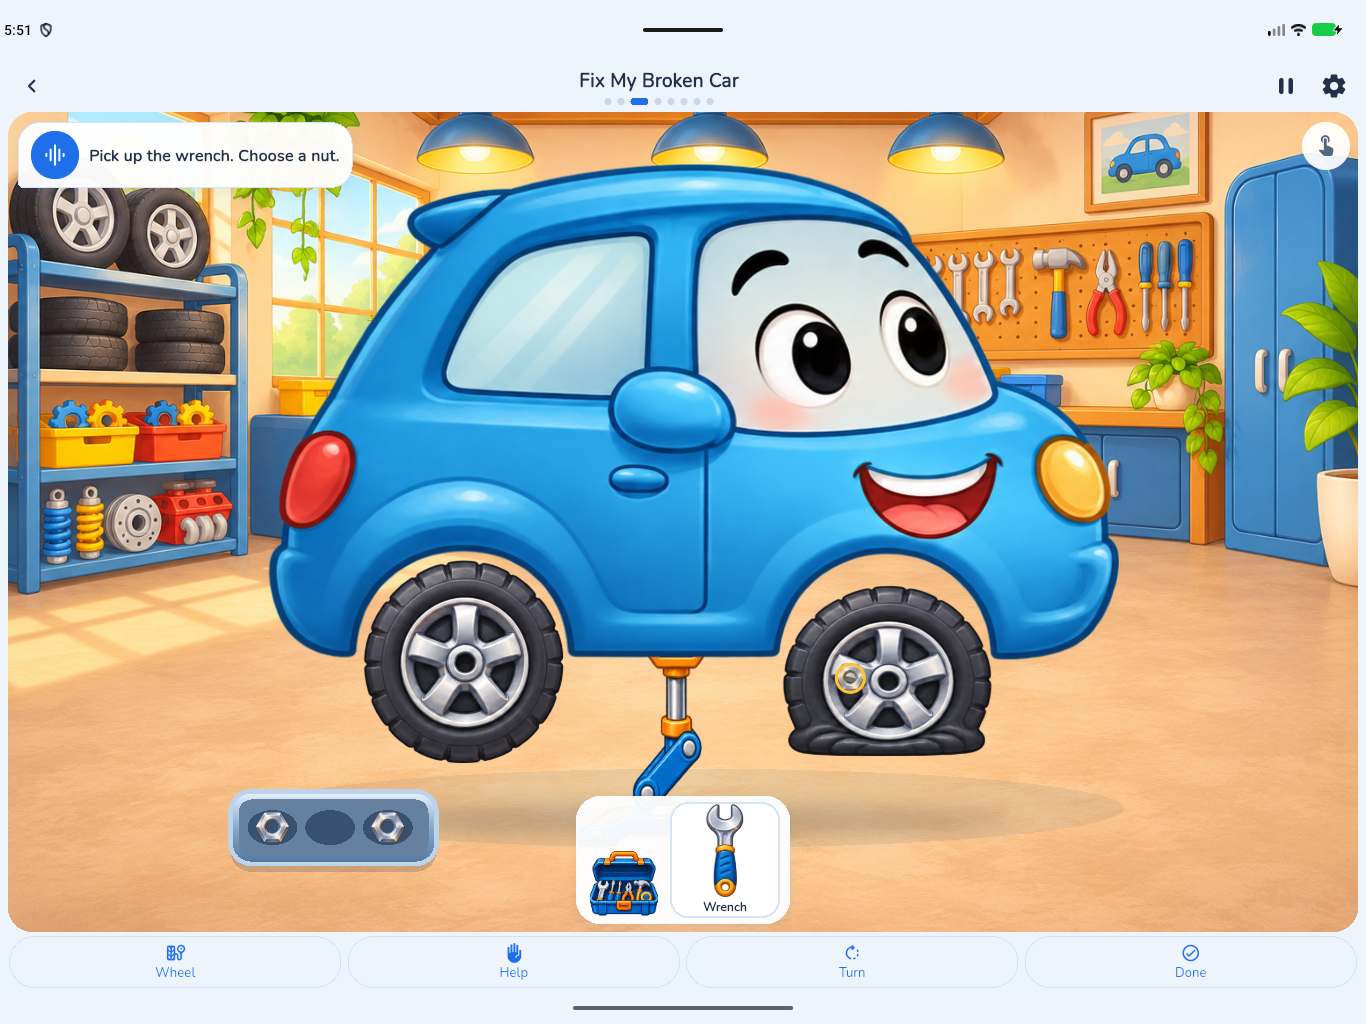 5:51
Fix My Broken Car
Pick up the wrench. Choose a nut.
Wrench
Wheel
Help
Turn
Done